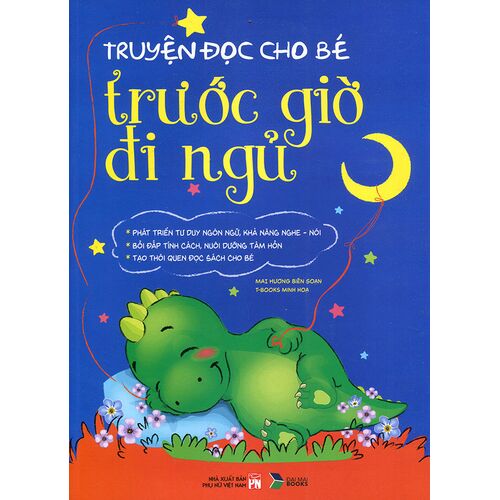 TRUYỆN ĐỌC CHO BÉ
trước giờ
đi ngủ
* PHÁT TRIỂN TƯ DUY NGÔN NGỮ, KHẢ NĂNG NGHE - NÓI
* BỒI ĐẮP TÍNH CÁCH, NUÔI DƯỠNG TÂM HỒN
* TẠO THÓI QUEN ĐỌC SÁCH CHO BÉ
MAI HƯƠNG BIÊN SOẠN
T-BOOKS MINH HỌA
NHÀ XUẤT BẢN
PHỤ NỮ VIỆT NAM
PN
DAI MAI
BOOKS